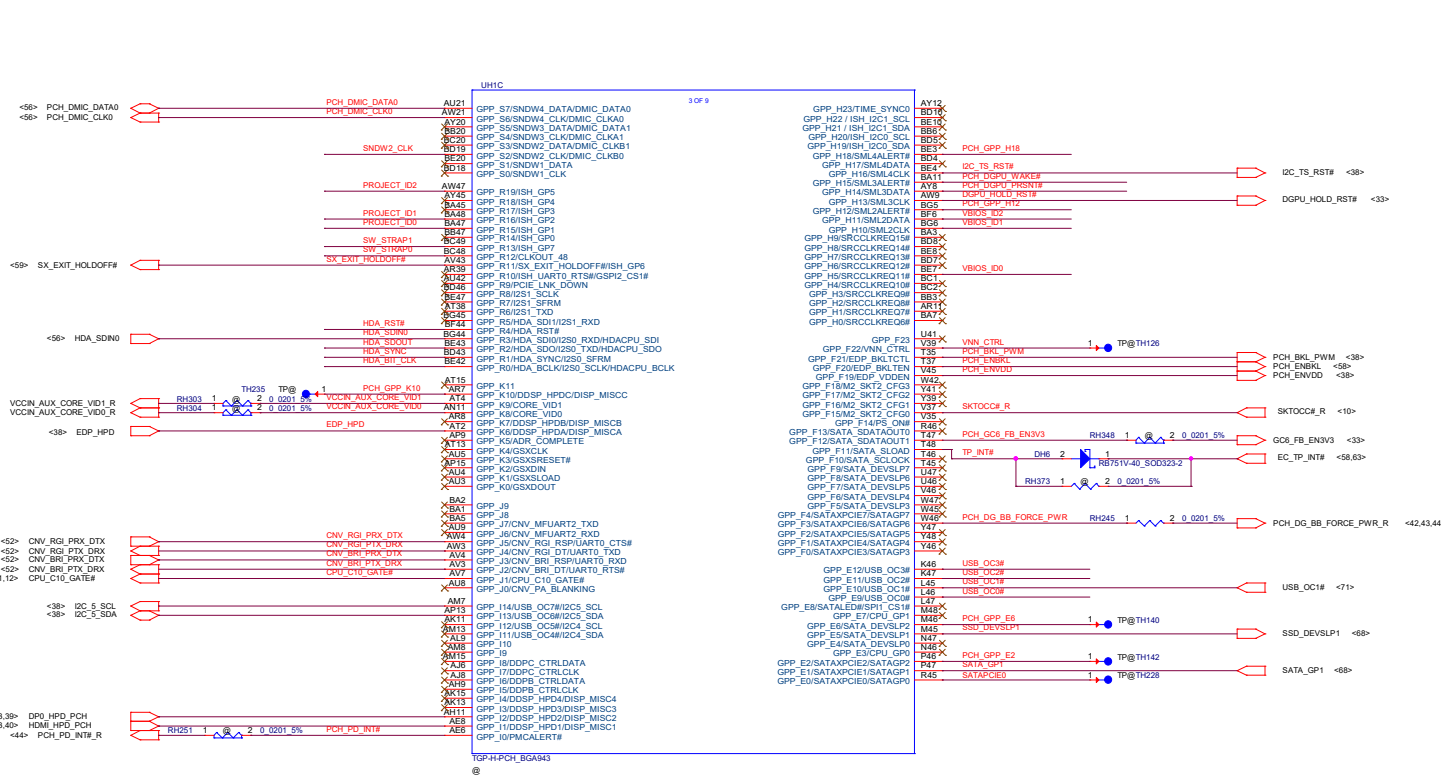 UH1C
3 OF 9
<56> PCH_DMIC_DATA0 PCH_DMIC_DATA0 AU21 GPP_S7/SNDW4_DATA/DMIC_DATA0
<56> PCH_DMIC_CLK0 PCH_DMIC_CLK0 AW21 GPP_S6/SNDW4_CLK/DMIC_CLKA0
AY20 GPP_S5/SNDW3_DATA/DMIC_DATA1
BB20 GPP_S4/SNDW3_CLK/DMIC_CLKA1
BC20 GPP_S3/SNDW2_DATA/DMIC_CLKB1
SNDW2_CLK BD19 GPP_S2/SNDW2_CLK/DMIC_CLKB0
BE20 GPP_S1/SNDW1_DATA
BD18 GPP_S0/SNDW1_CLK
PROJECT_ID2 AW47 GPP_R19/ISH_GP5
AY45 GPP_R18/ISH_GP4
BA45 GPP_R17/ISH_GP3
PROJECT_ID1 BA48 GPP_R16/ISH_GP2
PROJECT_ID0 BA47 GPP_R15/ISH_GP1
BB47 GPP_R14/ISH_GP0
SW_STRAP1 BC49 GPP_R13/ISH_GP7
SW_STRAP0 BC48 GPP_R12/CLKOUT_48
<59> SX_EXIT_HOLDOFF# SX_EXIT_HOLDOFF# AV43 GPP_R11/SX_EXIT_HOLDOFF#/ISH_GP6
AR39 GPP_R10/ISH_UART0_RTS#/GSPI2_CS1#
AU42 GPP_R9/PCIE_LNK_DOWN
BD46 GPP_R8/I2S1_SCLK
BE47 GPP_R7/I2S1_SFRM
AT38 GPP_R6/I2S1_TXD
BG45 GPP_R5/HDA_SDI1/I2S1_RXD
HDA_RST# BF44 GPP_R4/HDA_RST#
<56> HDA_SDIN0 HDA_SDIN0 BG44 GPP_R3/HDA_SDI0/I2S0_RXD/HDACPU_SDI
HDA_SDOUT BE43 GPP_R2/HDA_SDO/I2S0_TXD/HDACPU_SDO
HDA_SYNC BD43 GPP_R1/HDA_SYNC/I2S0_SFRM
HDA_BIT_CLK BE42 GPP_R0/HDA_BCLK/I2S0_SCLK/HDACPU_BCLK
AT15 GPP_K11
TH235 TP@ 1 PCH_GPP_K10 AR7 GPP_K10/DDSP_HPDC/DISP_MISCC
VCCIN_AUX_CORE_VID1_R RH303 1 @ 2 0_0201_5% VCCIN_AUX_CORE_VID1 AT4 GPP_K9/CORE_VID1
VCCIN_AUX_CORE_VID0_R RH304 1 @ 2 0_0201_5% VCCIN_AUX_CORE_VID0 AN11 GPP_K8/CORE_VID0
AR8 GPP_K7/DDSP_HPDB/DISP_MISCB
<38> EDP_HPD EDP_HPD AT2 GPP_K6/DDSP_HPDA/DISP_MISCA
AP9 GPP_K5/ADR_COMPLETE
AT13 GPP_K4/GSXCLK
AU5 GPP_K3/GSXSRESET#
AP15 GPP_K2/GSXDIN
AU4 GPP_K1/GSXSLOAD
AU3 GPP_K0/GSXDOUT
BA2 GPP_J9
BA1 GPP_J8
BA5 GPP_J7/CNV_MFUART2_TXD
AU9 GPP_J6/CNV_MFUART2_RXD
<52> CNV_RGI_PRX_DTX CNV_RGI_PRX_DTX AW4 GPP_J5/CNV_RGI_RSP/UART0_CTS#
<52> CNV_RGI_PTX_DRX CNV_RGI_PTX_DRX AW3 GPP_J4/CNV_RGI_DT/UART0_TXD
<52> CNV_BRI_PRX_DTX CNV_BRI_PRX_DTX AV4 GPP_J3/CNV_BRI_RSP/UART0_RXD
<52> CNV_BRI_PTX_DRX CNV_BRI_PTX_DRX AV3 GPP_J2/CNV_BRI_DT/UART0_RTS#
1,12> CPU_C10_GATE# CPU_C10_GATE# AV7 GPP_J1/CPU_C10_GATE#
AU8 GPP_J0/CNV_PA_BLANKING
<38> I2C_5_SCL AM7 GPP_I14/USB_OC7#/I2C5_SCL
<38> I2C_5_SDA AP13 GPP_I13/USB_OC6#/I2C5_SDA
AK11 GPP_I12/USB_OC5#/I2C4_SCL
AM13 GPP_I11/USB_OC4#/I2C4_SDA
AL9 GPP_I10
AM8 GPP_I9
AM15 GPP_I8/DDPC_CTRLDATA
AJ6 GPP_I7/DDPC_CTRLCLK
AJ8 GPP_I6/DDPB_CTRLDATA
AH9 GPP_I5/DDPB_CTRLCLK
AK15 GPP_I4/DDSP_HPD4/DISP_MISC4
AK13 GPP_I3/DDSP_HPD3/DISP_MISC3
,39> DP0_HPD_PCH AH11 GPP_I2/DDSP_HPD2/DISP_MISC2
,40> HDMI_HPD_PCH AE8 GPP_I1/DDSP_HPD1/DISP_MISC1
<44> PCH_PD_INT#_R RH251 1 @ 2 0_0201_5% PCH_PD_INT# AE6 GPP_I0/PMCALERT#
GPP_H23/TIME_SYNC0 AY12
GPP_H22 / ISH_I2C1_SCL
GPP_H21 / ISH_I2C1_SDA BE10
GPP_H20/ISH_I2C0_SCL BB6
GPP_H19/ISH_I2C0_SDA BD5
GPP_H18/SML4ALERT# BE3 PCH_GPP_H18
GPP_H17/SML4DATA BD4
GPP_H16/SML4CLK BE4 I2C_TS_RST# I2C_TS_RST# <38>
GPP_H15/SML3ALERT# BA11 PCH_DGPU_WAKE#
GPP_H14/SML3DATA AY8 PCH_DGPU_PRSNT#
GPP_H13/SML3CLK AW9 DGPU_HOLD_RST# DGPU_HOLD_RST# <33>
GPP_H12/SML2ALERT# BG5 PCH_GPP_H12
GPP_H11/SML2DATA BF6 VBIOS_ID2
GPP_H10/SML2CLK BG6 VBIOS_ID1
GPP_H9/SRCCLKREQ15# BA3
GPP_H8/SRCCLKREQ14# BD8
GPP_H7/SRCCLKREQ13# BE8
GPP_H6/SRCCLKREQ12# BD7
GPP_H5/SRCCLKREQ11# BE7 VBIOS_ID0
GPP_H4/SRCCLKREQ10# BC1
GPP_H3/SRCCLKREQ9# BC2
GPP_H2/SRCCLKREQ8# BB3
GPP_H1/SRCCLKREQ7# AR11
GPP_H0/SRCCLKREQ6# BA7
GPP_F23 U41
GPP_F22/VNN_CTRL V39 VNN_CTRL 1 TP@TH126
GPP_F21/EDP_BKLTCTL T35 PCH_BKL_PWM PCH_BKL_PWM <38>
GPP_F20/EDP_BKLTEN T37 PCH_ENBKL PCH_ENBKL <58>
GPP_F19/EDP_VDDEN V45 PCH_ENVDD PCH_ENVDD <38>
GPP_F18/M2_SKT2_CFG3 W42
GPP_F17/M2_SKT2_CFG2 Y41
GPP_F16/M2_SKT2_CFG1 Y39
GPP_F15/M2_SKT2_CFG0 V37 SKTOCC#_R SKTOCC#_R <10>
GPP_F14/PS_ON# V35
GPP_F13/SATA_SDATAOUT0 R46
GPP_F12/SATA_SDATAOUT1 T47 PCH_GC6_FB_EN3V3 RH348 1 @ 2 0_0201_5% GC6_FB_EN3V3 <33>
GPP_F11/SATA_SLOAD T48
GPP_F10/SATA_SCLOCK T46 TP_INT# DH6 2 1 RB751V-40_SOD323-2 EC_TP_INT# <58,63>
GPP_F9/SATA_DEVSLP7 T45
GPP_F8/SATA_DEVSLP6 U47
GPP_F7/SATA_DEVSLP5 U46 RH373 1 @ 2 0_0201_5%
GPP_F6/SATA_DEVSLP4 V46
GPP_F5/SATA_DEVSLP3 W47
GPP_F4/SATAXPCIE7/SATAGP7 W45
GPP_F3/SATAXPCIE6/SATAGP6 W46 PCH_DG_BB_FORCE_PWR RH245 1 2 0_0201_5% PCH_DG_BB_FORCE_PWR_R <42,43,44
GPP_F2/SATAXPCIE5/SATAGP5 Y47
GPP_F1/SATAXPCIE4/SATAGP4 Y48
GPP_F0/SATAXPCIE3/SATAGP3 Y46
GPP_E12/USB_OC3# K46 USB_OC3#
GPP_E11/USB_OC2# K47 USB_OC2#
GPP_E10/USB_OC1# L45 USB_OC1# USB_OC1# <71>
GPP_E9/USB_OC0# L46 USB_OC0#
GPP_E8/SATALED#/SPI1_CS1# L47
GPP_E7/CPU_GP1 M48
GPP_E6/SATA_DEVSLP2 M46 PCH_GPP_E6 1 TP@TH140
GPP_E5/SATA_DEVSLP1 M45 SSD_DEVSLP1 SSD_DEVSLP1 <68>
GPP_E4/SATA_DEVSLP0 N47
GPP_E3/CPU_GP0 N46
GPP_E2/SATAXPCIE2/SATAGP2 P46 PCH_GPP_E2 1 TP@TH142
GPP_E1/SATAXPCIE1/SATAGP1 P47 SATA_GP1 SATA_GP1 <68>
GPP_E0/SATAXPCIE0/SATAGP0 R45 SATAPCIE0 1 TP@TH228
TGP-H-PCH_BGA943
@